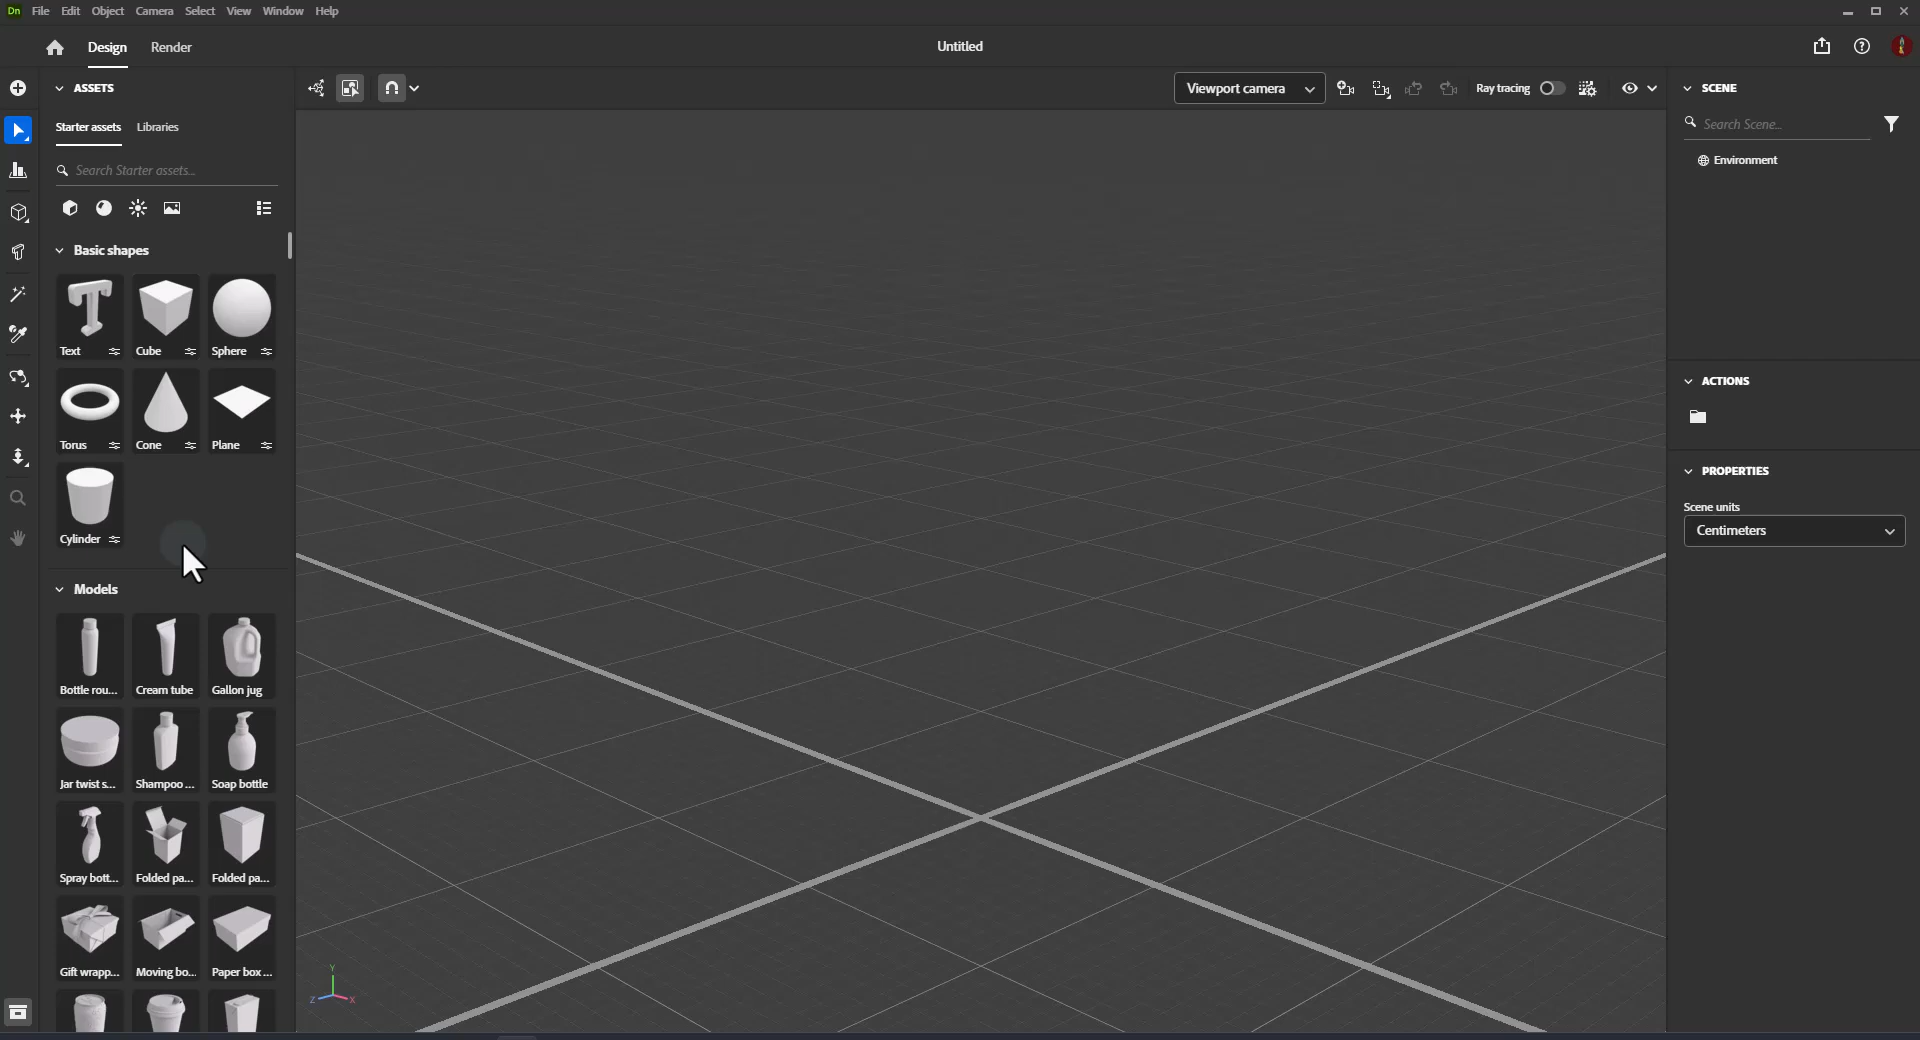 Dn File Edit Object Camera Select View Window Help
Design Render Untitled
ASSETS
Viewport camera Ray tracing
SCENE
Starter assets Libraries
Search Scene...
Search Starter assets...
Environment
Basic shapes
Text Cube Sphere
Torus Cone Plane
Cylinder
ACTIONS
PROPERTIES
Scene units
Centimeters
Models
Bottle rou... Cream tube Gallon jug
Jar twist s... Shampoo ... Soap bottle
Spray bott... Folded pa... Folded pa...
Gift wrapp... Moving bo... Paper box ...
Y
Z X